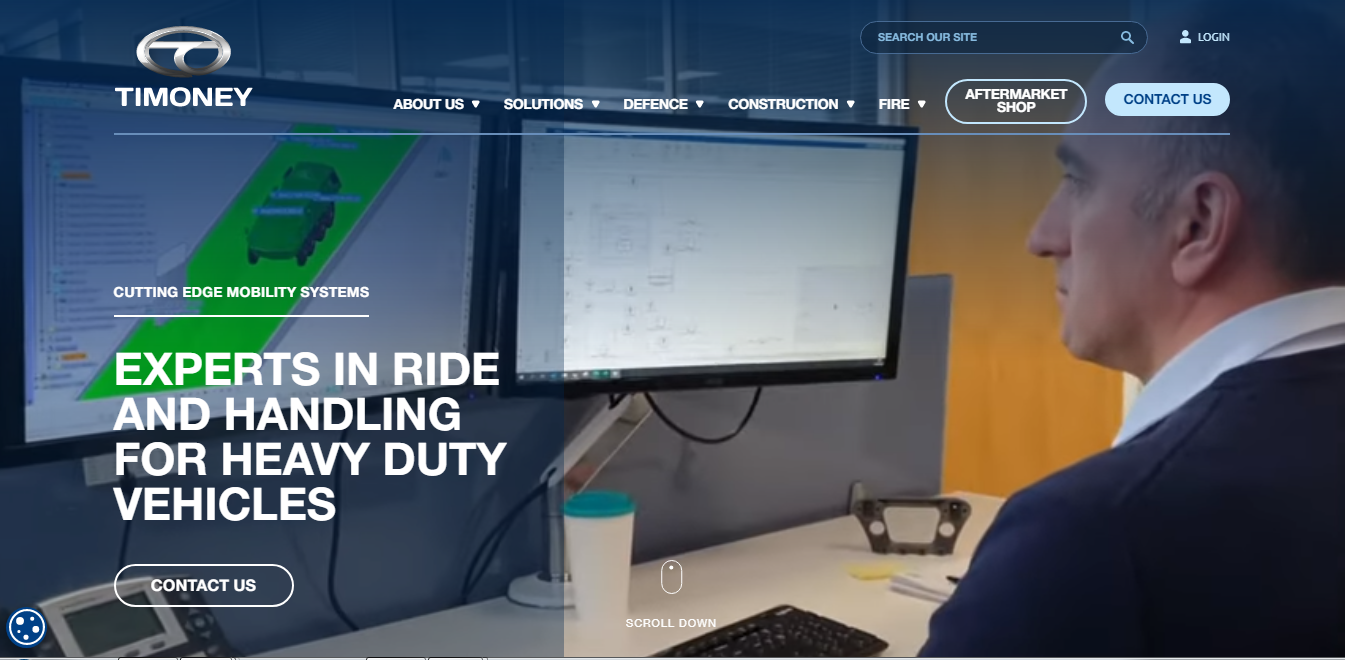 SEARCH OUR SITE
LOGIN
TIMONEY
ABOUT US
SOLUTIONS
DEFENCE
CONSTRUCTION
FIRE
AFTERMARKET
SHOP
CONTACT US
CUTTING EDGE MOBILITY SYSTEMS
EXPERTS IN RIDE
AND HANDLING
FOR HEAVY DUTY
VEHICLES
CONTACT US
SCROLL DOWN